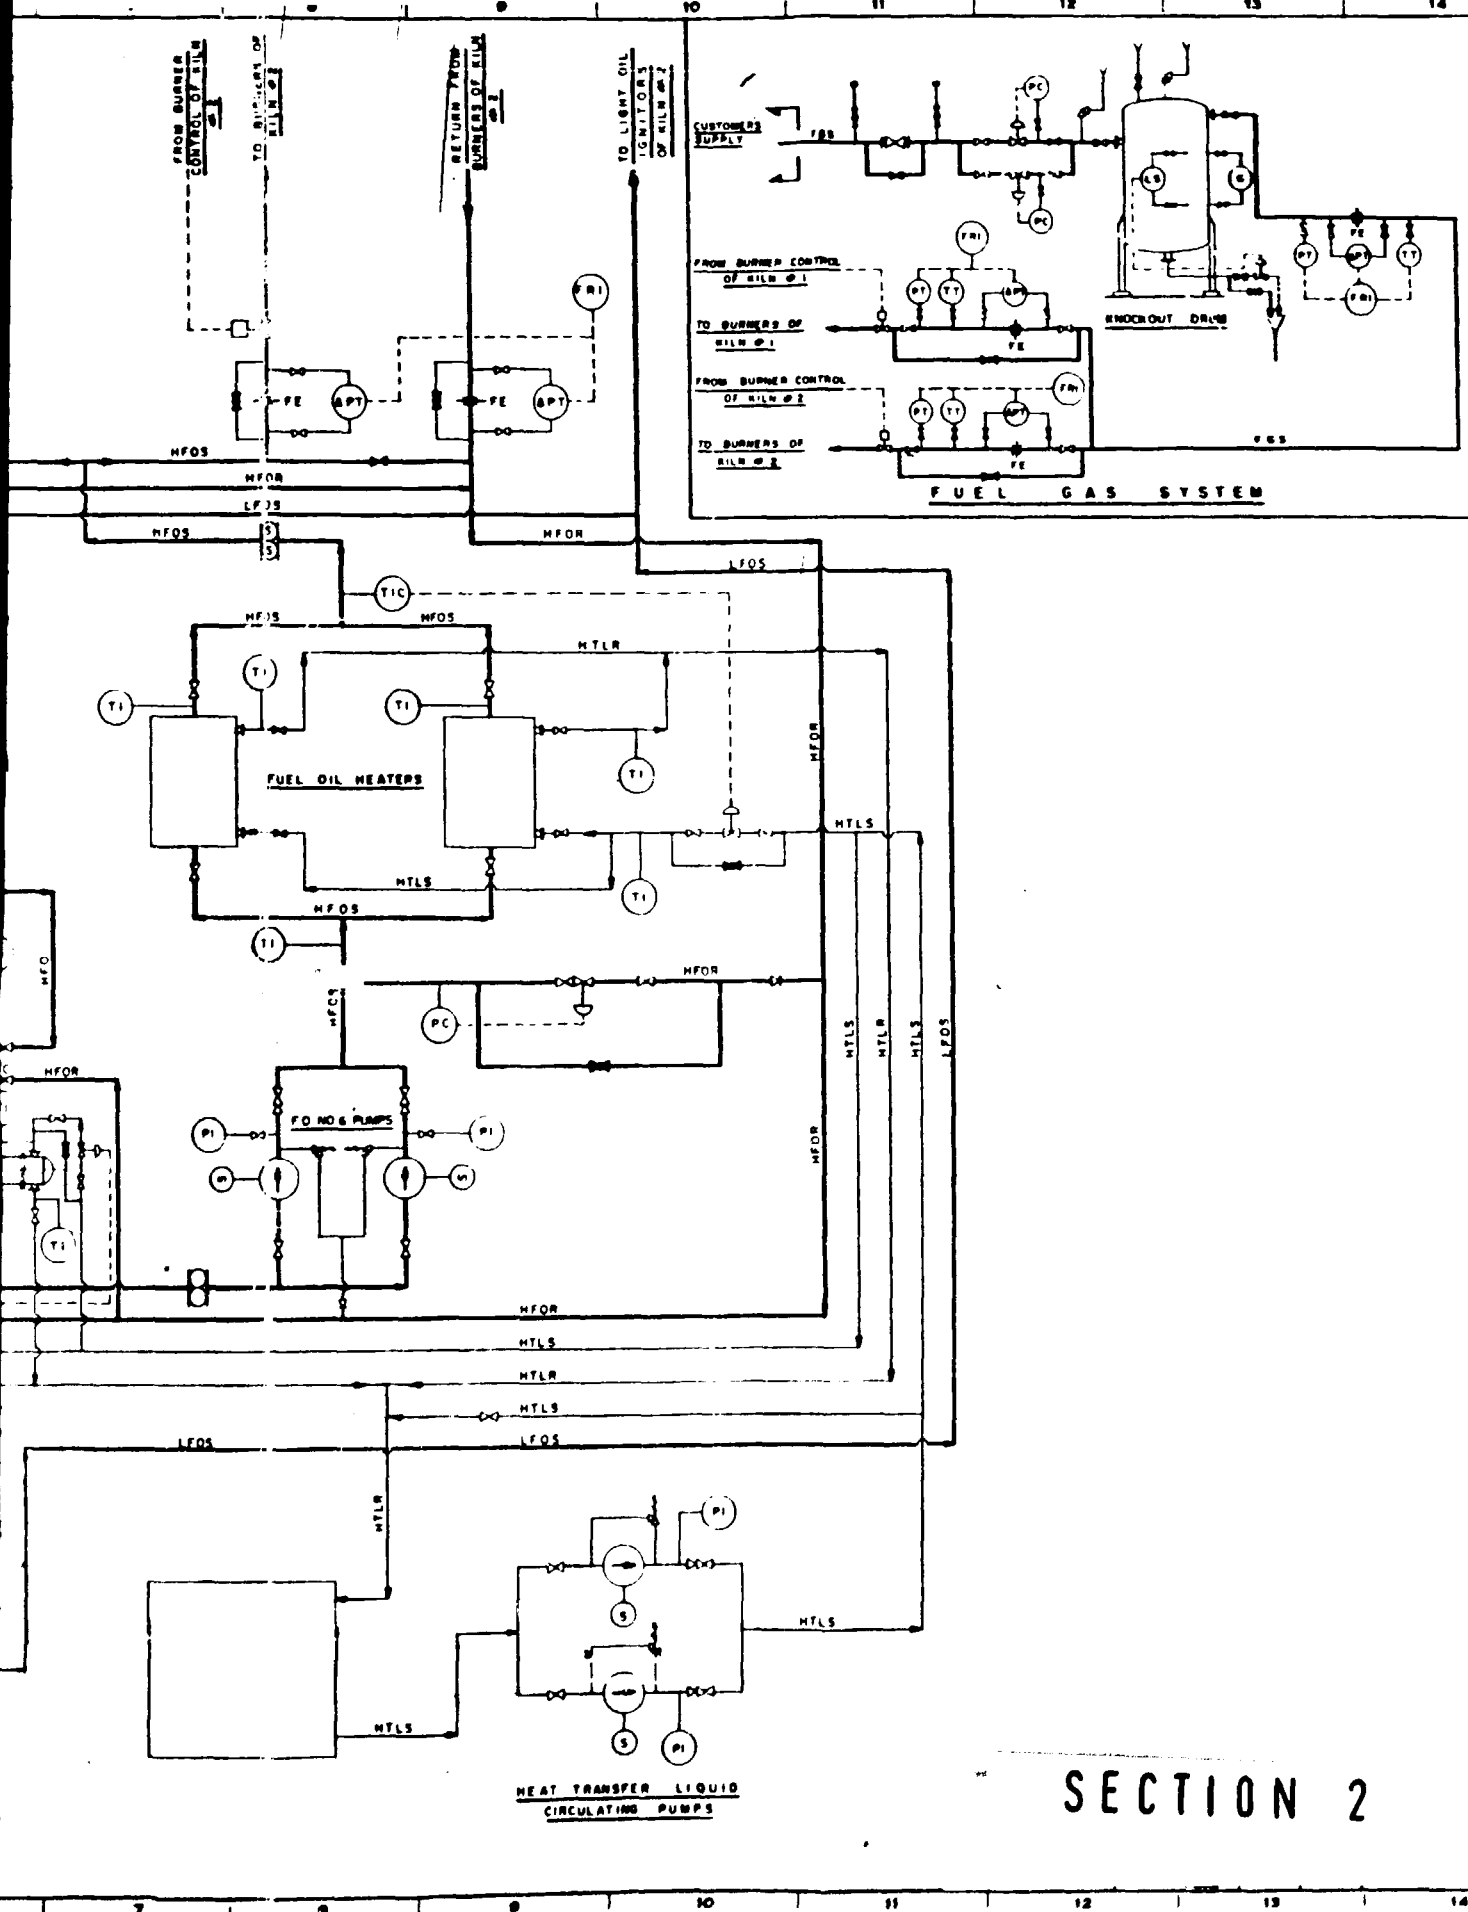 8
9
10
11
12
13
14
FROM BURNER
CONTROL OF KILN
TO BURNERS OF
KILN # 2
RETURN FROM
BURNERS OF KILN
# 2
TO LIGHT OIL
IGNITORS
OF KILN # 2
CUSTOMERS
SUPPLY
PC
PC
LS
G
FE
PT
ΔPT
TT
FRI
KNOCKOUT DRUM
FRI
FROM BURNER CONTROL
OF KILN # 1
PT
TT
ΔPT
TO BURNERS OF
KILN # 1
FE
FROM BURNER CONTROL
OF KILN # 2
PT
TT
ΔPT
FRI
TO BURNERS OF
KILN # 2
FE
FGS
FUEL GAS SYSTEM
FRI
FE
ΔPT
FE
ΔPT
HFOS
HFOR
LFOS
HFOS
S
S
HFOR
LFOS
TIC
HFOS
HFOS
HTLR
TI
TI
TI
TI
HFOR
FUEL OIL HEATERS
HTLS
HTLS
TI
HFOS
TI
HFO
HFOS
HFOR
PC
HTLS
HTLR
HTLS
LFOS
HFOR
F O NO 6 PUMPS
PI
PI
S
S
HFOR
TI
HFOR
HTLS
HTLR
HTLS
LFOS
LFOS
HTLR
PI
S
HTLS
HTLS
S
PI
HEAT TRANSFER LIQUID
CIRCULATING PUMPS
SECTION 2
7
8
9
10
11
12
13
14